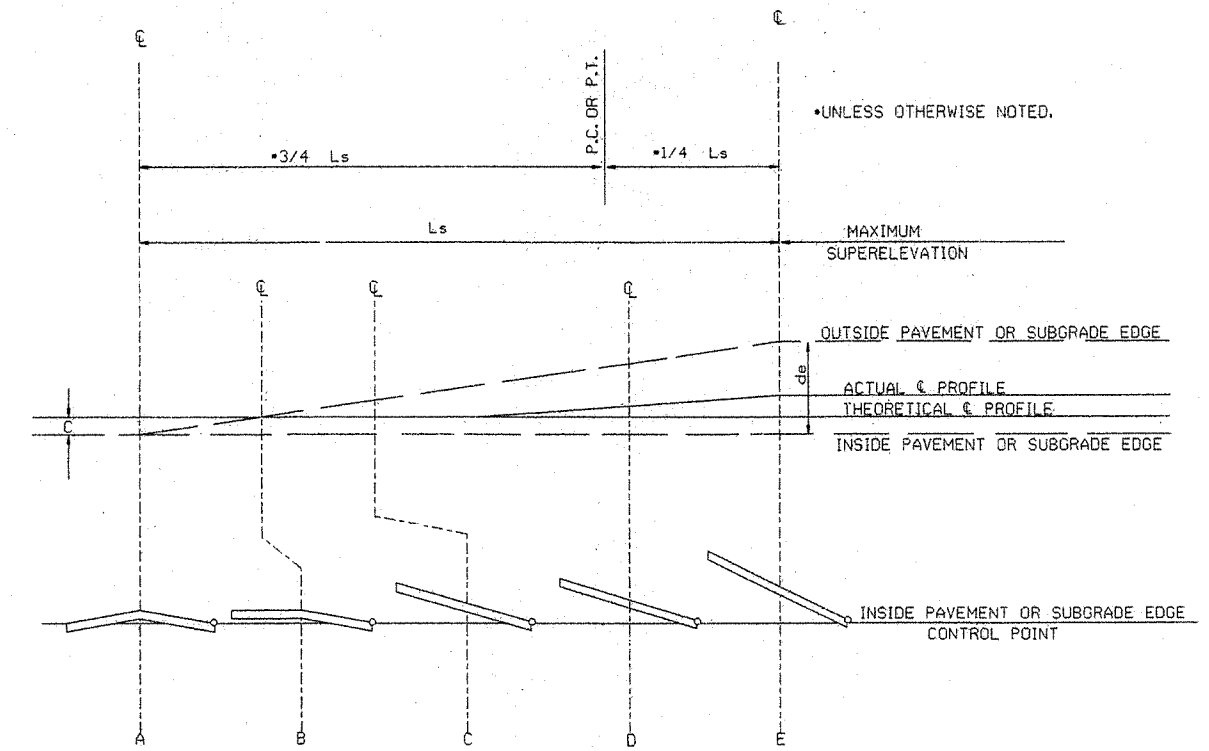 ℄
℄
P.C. OR P.T.
*UNLESS OTHERWISE NOTED.
*3/4 Ls
*1/4 Ls
Ls
MAXIMUM
SUPERELEVATION
℄
℄
℄
OUTSIDE PAVEMENT OR SUBGRADE EDGE
de
ACTUAL ℄ PROFILE
THEORETICAL ℄ PROFILE
C
INSIDE PAVEMENT OR SUBGRADE EDGE
INSIDE PAVEMENT OR SUBGRADE EDGE
CONTROL POINT
A
B
C
D
E